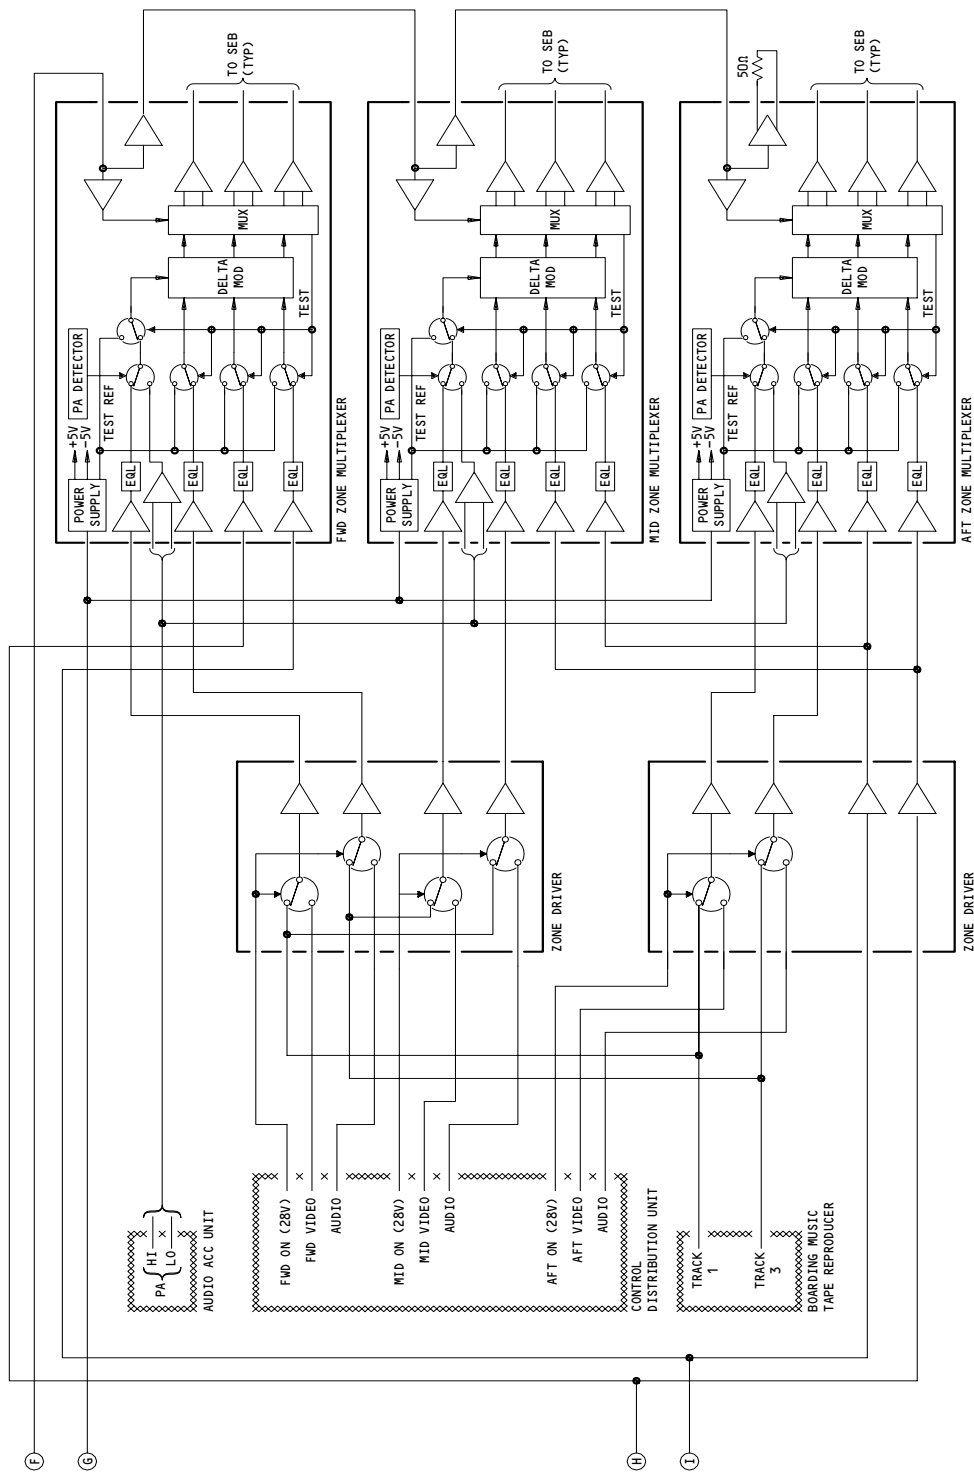 F
G
H
I
PA
HI
LO
AUDIO ACC UNIT
FWD ON (28V)
FWD VIDEO
AUDIO
MID ON (28V)
MID VIDEO
AUDIO
AFT ON (28V)
AFT VIDEO
AUDIO
CONTROL
DISTRIBUTION UNIT
TRACK
1
TRACK
3
BOARDING MUSIC
TAPE REPRODUCER
ZONE DRIVER
ZONE DRIVER
POWER
SUPPLY
+5V
-5V
PA DETECTOR
TEST REF
EQL
EQL
EQL
EQL
DELTA
MOD
MUX
TEST
TO SEB
(TYP)
FWD ZONE MULTIPLEXER
POWER
SUPPLY
+5V
-5V
PA DETECTOR
TEST REF
EQL
EQL
EQL
EQL
DELTA
MOD
MUX
TEST
TO SEB
(TYP)
MID ZONE MULTIPLEXER
POWER
SUPPLY
+5V
-5V
PA DETECTOR
TEST REF
EQL
EQL
EQL
EQL
DELTA
MOD
MUX
TEST
50Ω
TO SEB
(TYP)
AFT ZONE MULTIPLEXER